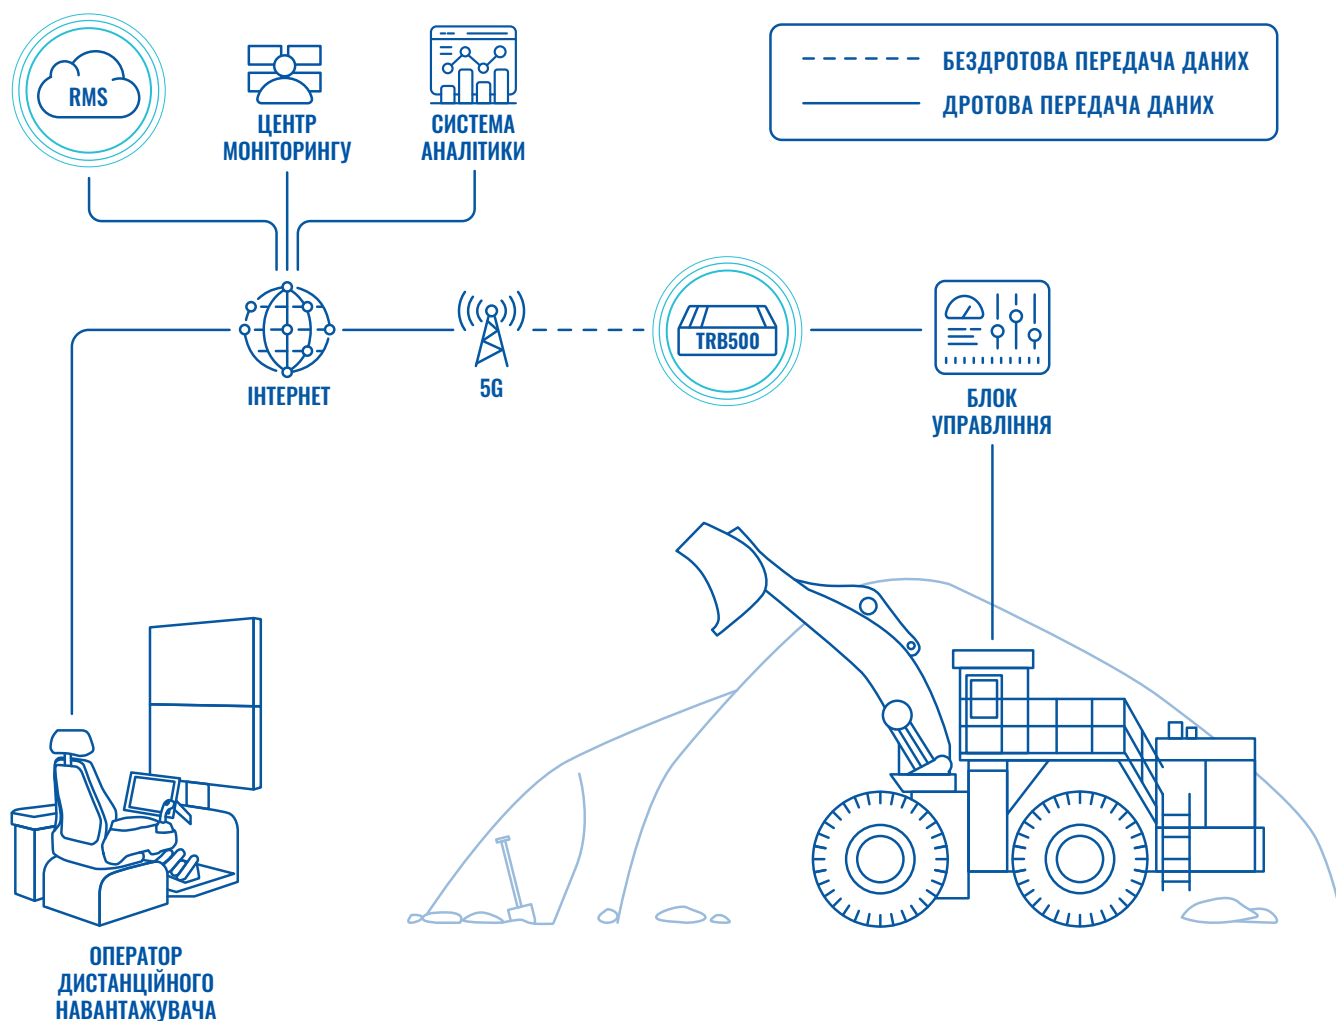 RMS
ЦЕНТР
МОНІТОРИНГУ
СИСТЕМА
АНАЛІТИКИ
БЕЗДРОТОВА ПЕРЕДАЧА ДАНИХ
ДРОТОВА ПЕРЕДАЧА ДАНИХ
ІНТЕРНЕТ
5G
TRB500
БЛОК
УПРАВЛІННЯ
ОПЕРАТОР
ДИСТАНЦІЙНОГО
НАВАНТАЖУВАЧА